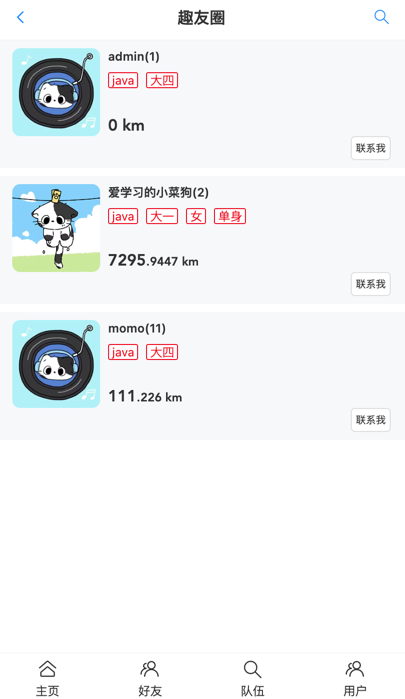 趣友圈
admin(1)
java 大四
0 km
联系我
爱学习的小菜狗(2)
java 大一 女 单身
7295.9447 km
联系我
momo(11)
java 大四
111.226 km
联系我
主页 好友 队伍 用户